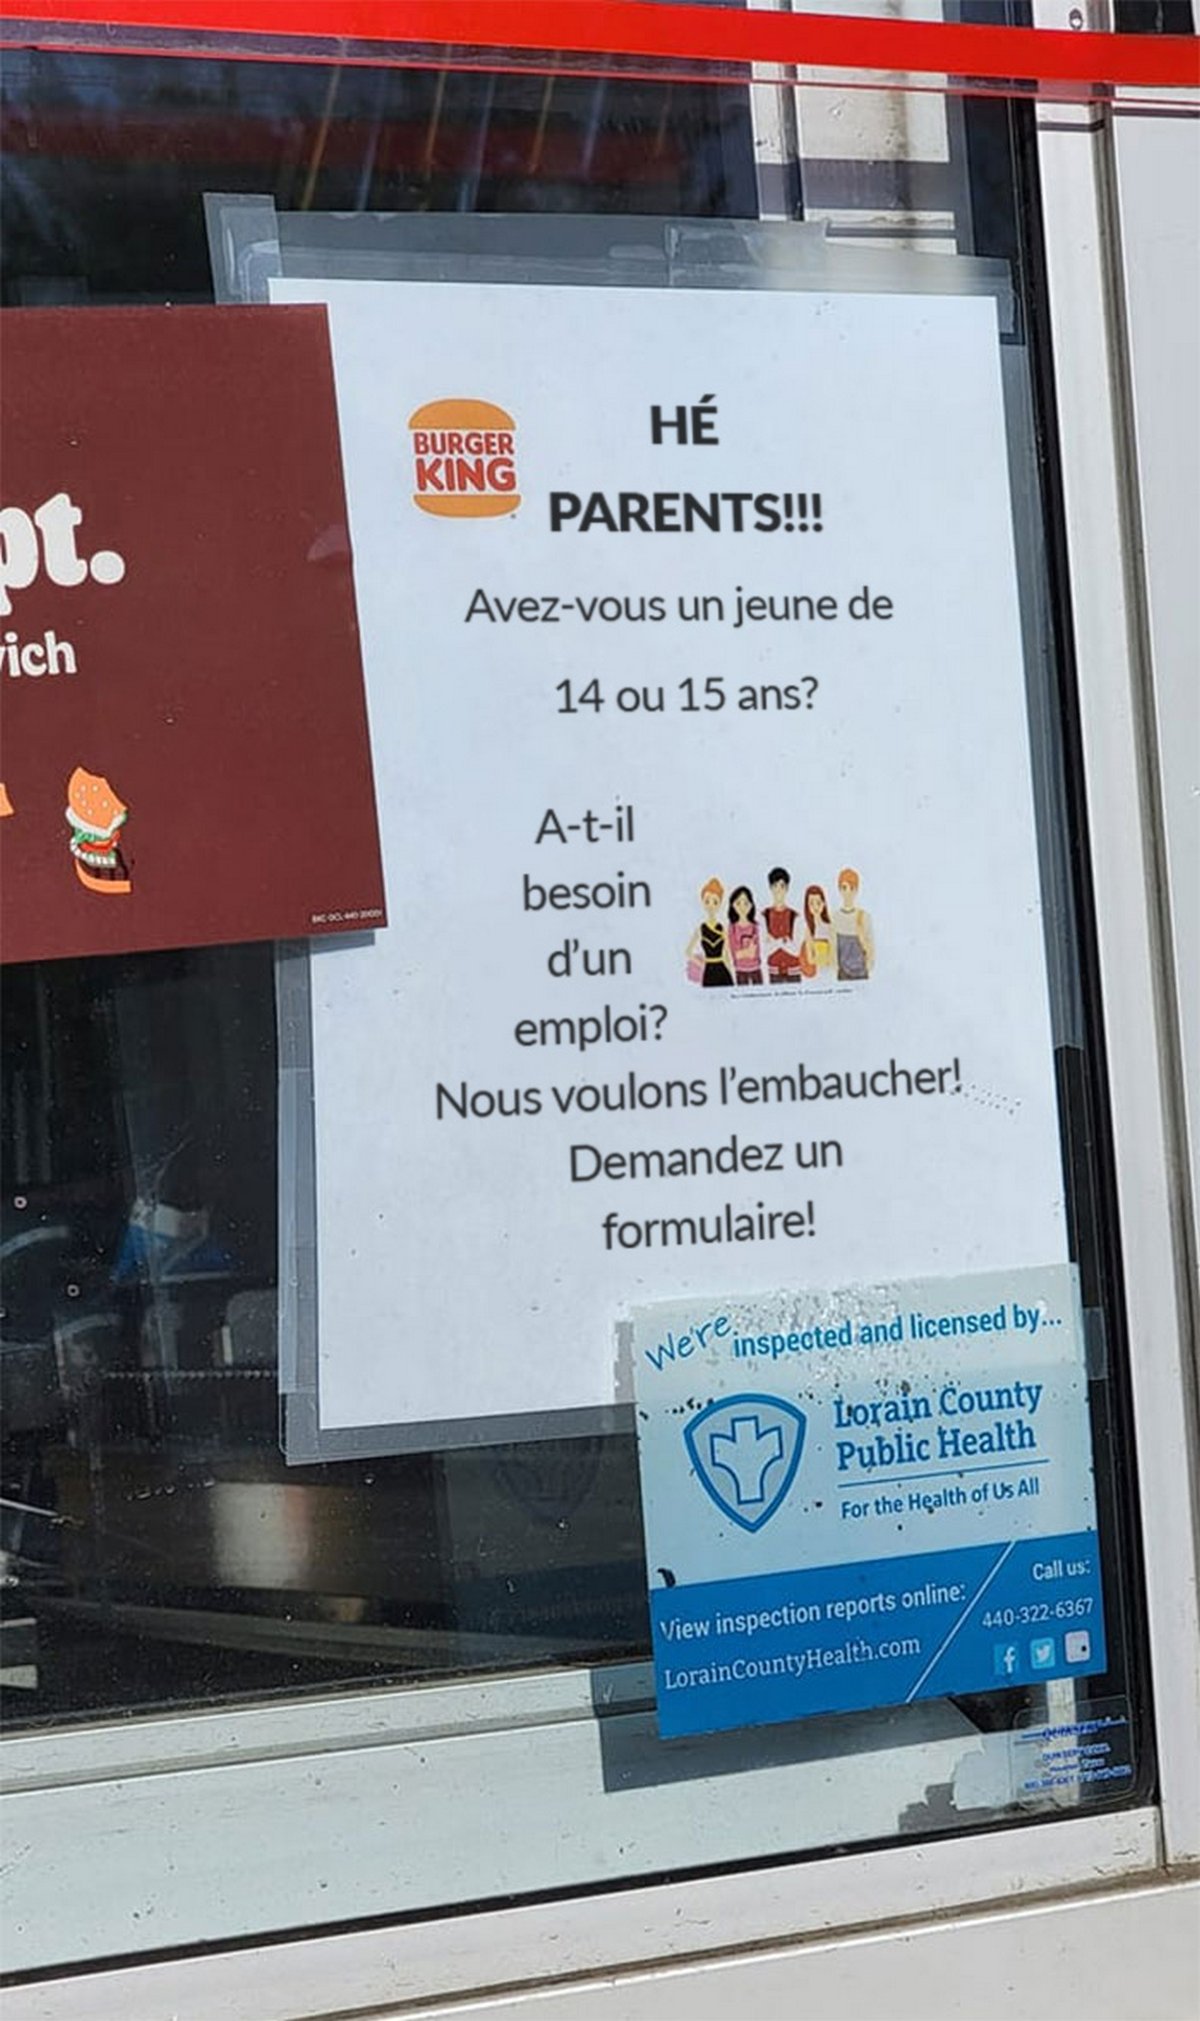 pt.
ich
BURGER
KING
HÉ
PARENTS!!!
Avez-vous un jeune de
14 ou 15 ans?
A-t-il
besoin
d'un
emploi?
Nous voulons l'embaucher!
Demandez un
formulaire!
We're inspected and licensed by...
Lorain County
Public Health
For the Health of Us All
View inspection reports online:
LorainCountyHealth.com
Call us:
440-322-6367